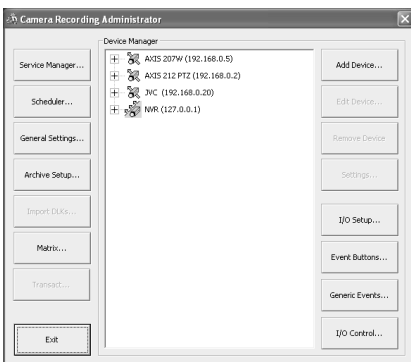 Camera Recording Administrator
Service Manager...
Scheduler...
General Settings...
Archive Setup...
Import DLKs...
Matrix...
Transact...
Exit
Device Manager
AXIS 207W (192.168.0.5)
AXIS 212 PTZ (192.168.0.2)
JVC (192.168.0.20)
NVR (127.0.0.1)
Add Device...
Edit Device...
Remove Device
Settings...
I/O Setup...
Event Buttons...
Generic Events...
I/O Control...